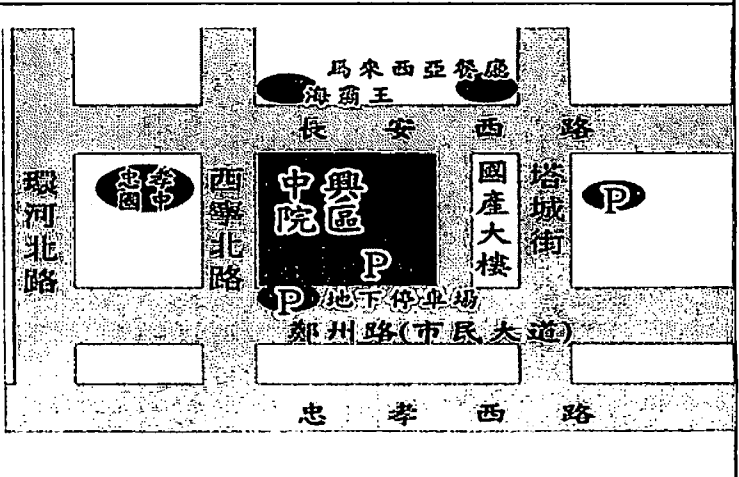 馬來西亞餐廳
海霸王
長安西路
環河北路
忠孝
國中
西寧北路
中興
院區
P
國產大樓
塔城街
P
P
地下停車場
鄭州路(市民大道)
忠孝西路